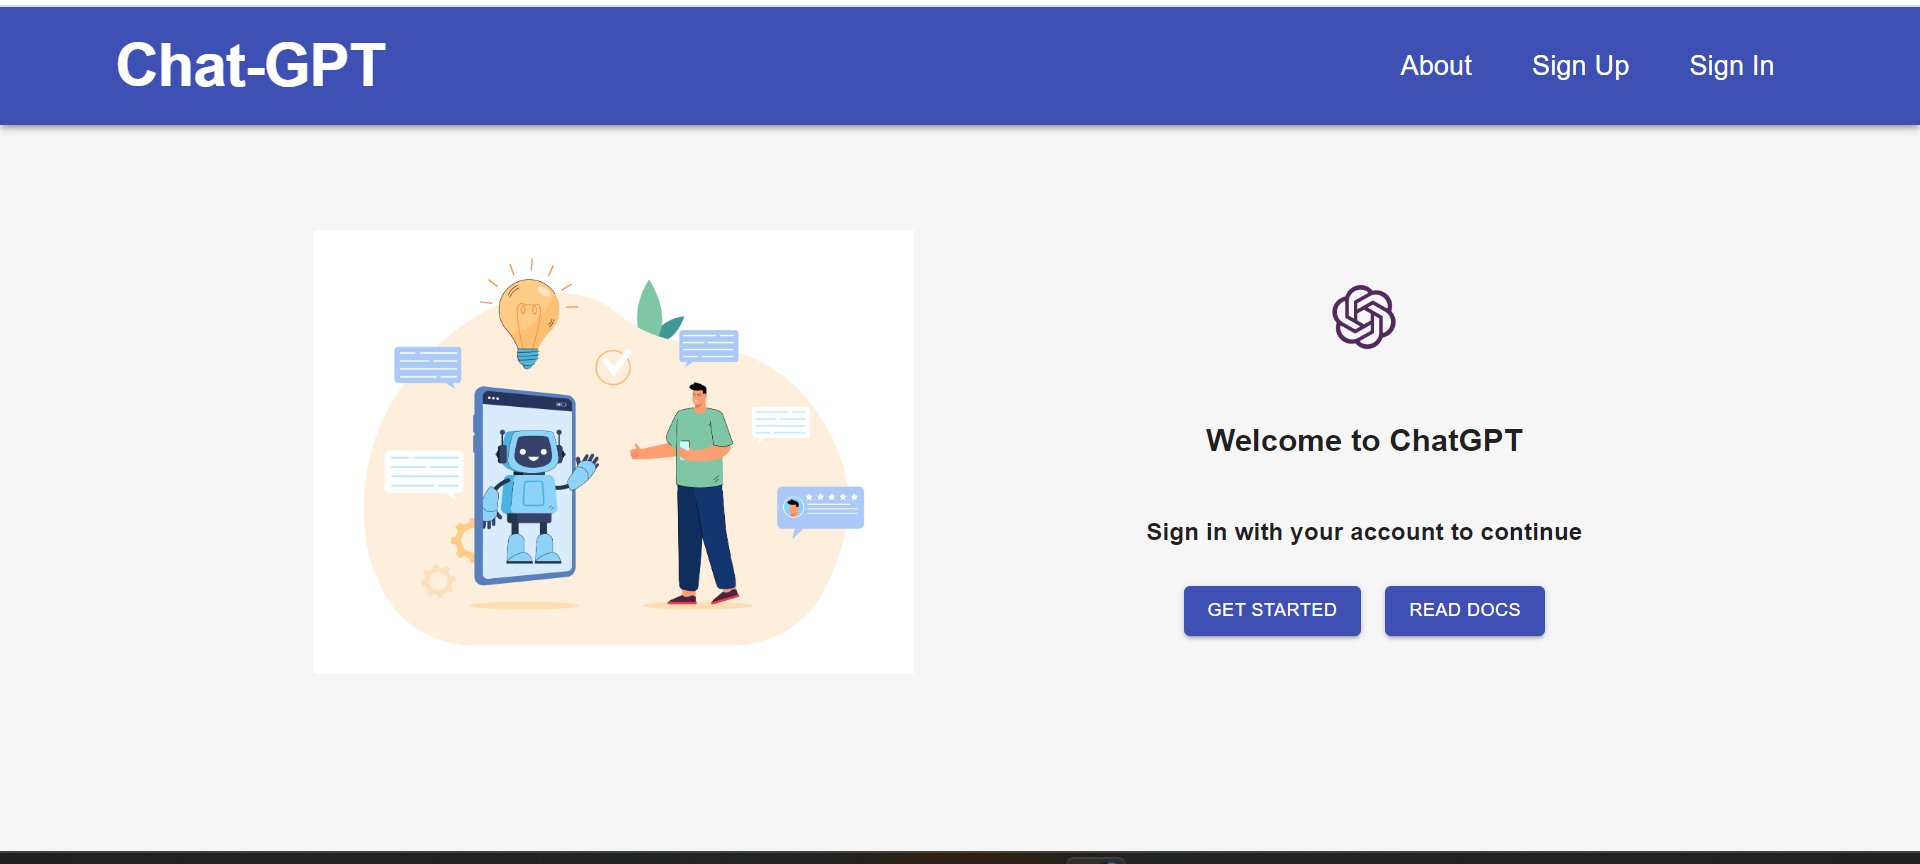 Chat-GPT
About Sign Up Sign In
Welcome to ChatGPT
Sign in with your account to continue
GET STARTED READ DOCS